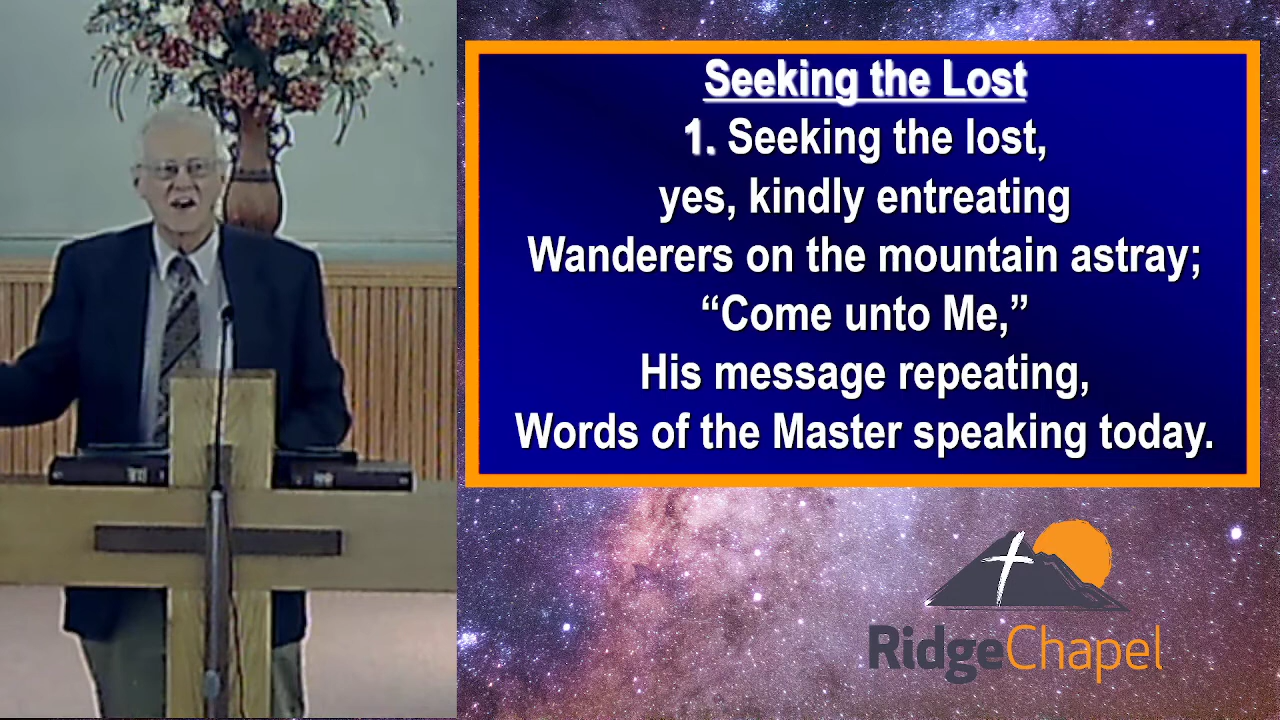 Seeking the Lost
1. Seeking the lost,
yes, kindly entreating
Wanderers on the mountain astray;
“Come unto Me,”
His message repeating,
Words of the Master speaking today.
RidgeChapel